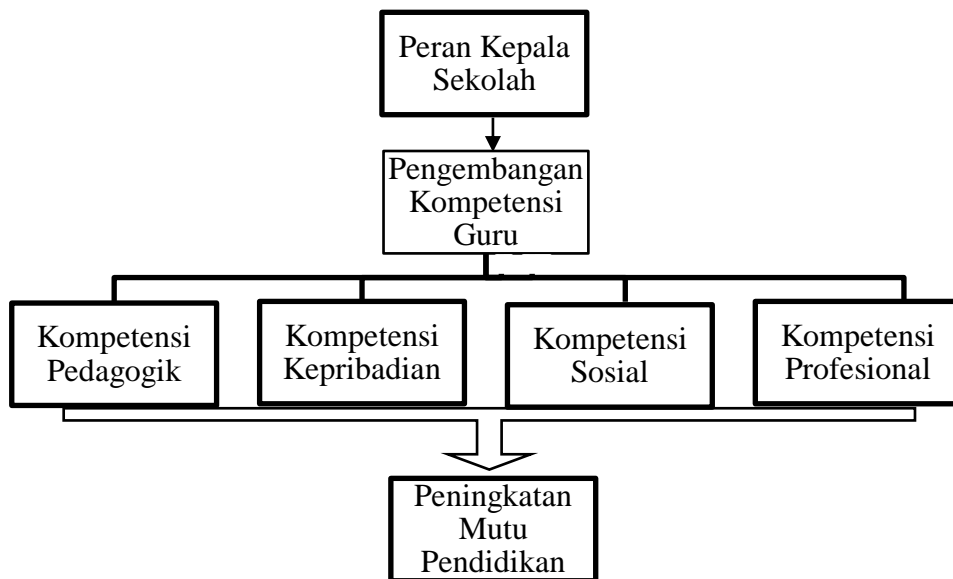 Peran Kepala
Sekolah
Pengembangan
Kompetensi
Guru
Kompetensi
Pedagogik
Kompetensi
Kepribadian
Kompetensi
Sosial
Kompetensi
Profesional
Peningkatan
Mutu
Pendidikan